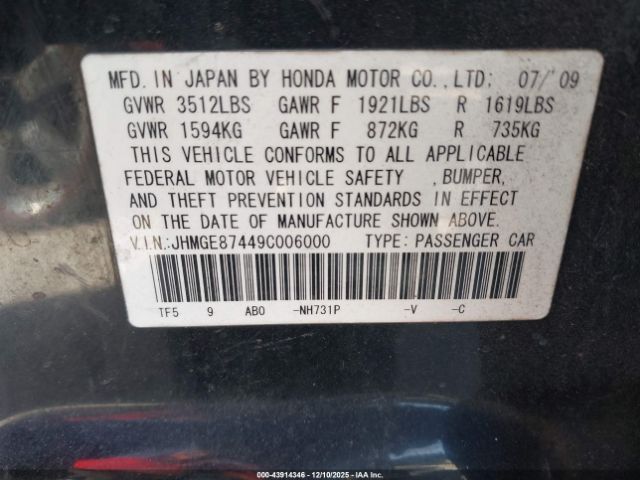 MFD. IN JAPAN BY HONDA MOTOR CO., LTD: 07/'09
GVWR 3512LBS GAWR F 1921LBS R 1619LBS
GVWR 1594KG GAWR F 872KG R 735KG
THIS VEHICLE CONFORMS TO ALL APPLICABLE
FEDERAL MOTOR VEHICLE SAFETY , BUMPER,
AND THEFT PREVENTION STANDARDS IN EFFECT
ON THE DATE OF MANUFACTURE SHOWN ABOVE.
V.I.N.:JHMGE87449C006000 TYPE: PASSENGER CAR
TF5 9 AB0 -NH731P -V -C
00-43914346 - 12/10/2025 - IAA Inc.